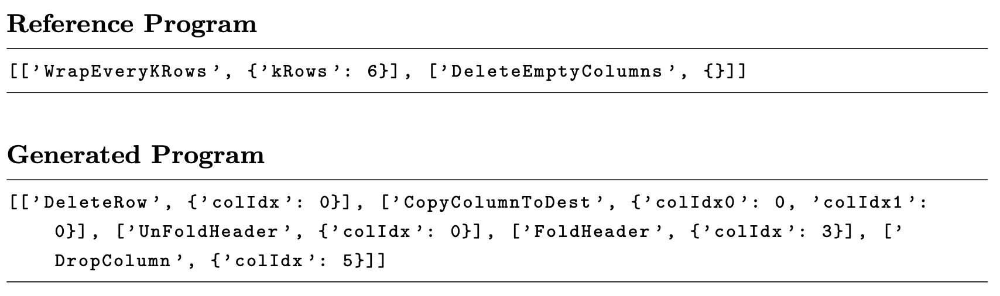 Reference Program
[['WrapEveryKRows', {'kRows': 6}], ['DeleteEmptyColumns', {}]]
Generated Program
[['DeleteRow', {'colIdx': 0}], ['CopyColumnToDest', {'colIdx0': 0, 'colIdx1':
0}], ['UnFoldHeader', {'colIdx': 0}], ['FoldHeader', {'colIdx': 3}], ['
DropColumn', {'colIdx': 5}]]